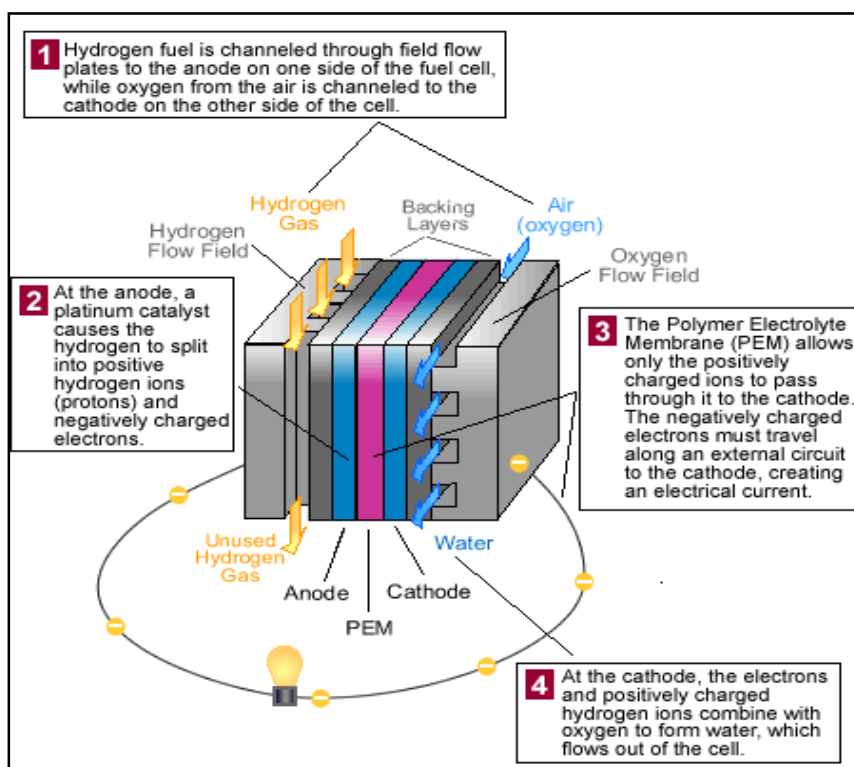 1 Hydrogen fuel is channeled through field flow
plates to the anode on one side of the fuel cell,
while oxygen from the air is channeled to the
cathode on the other side of the cell.
Hydrogen
Gas
Backing
Layers
Air
(oxygen)
Hydrogen
Flow Field
Oxygen
Flow Field
2 At the anode, a
platinum catalyst
causes the
hydrogen to split
into positive
hydrogen ions
(protons) and
negatively charged
electrons.
3 The Polymer Electrolyte
Membrane (PEM) allows
only the positively
charged ions to pass
through it to the cathode.
The negatively charged
electrons must travel
along an external circuit
to the cathode, creating
an electrical current.
Unused
Hydrogen
Gas
Water
Anode
Cathode
PEM
4 At the cathode, the electrons
and positively charged
hydrogen ions combine with
oxygen to form water, which
flows out of the cell.